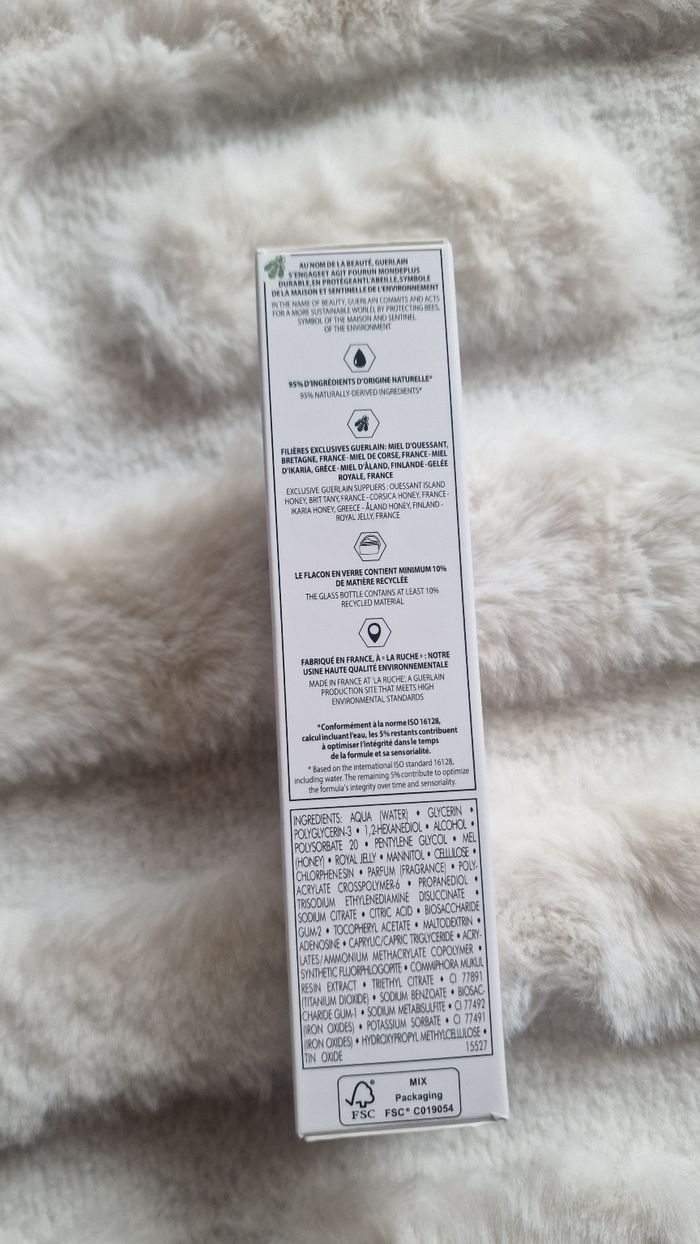 AU NOM DE LA BEAUTÉ, GUERLAIN
S'ENGAGEET AGIT POURUN MONDEPLUS
DURABLE,EN PROTÉGEANTL'ABEILLE,SYMBOLE
DE LA MAISON ET SENTINELLE DE L'ENVIRONNEMENT
IN THE NAME OF BEAUTY, GUERLAIN COMMITS AND ACTS
FOR A MORE SUSTAINABLE WORLD, BY PROTECTING BEES,
SYMBOL OF THE MAISON AND SENTINEL
OF THE ENVIRONMENT
95% D'INGRÉDIENTS D'ORIGINE NATURELLE*
95% NATURALLY-DERIVED INGREDIENTS*
FILIÈRES EXCLUSIVES GUERLAIN: MIEL D'OUESSANT,
BRETAGNE, FRANCE - MIEL DE CORSE, FRANCE - MIEL
D'IKARIA, GRÈCE - MIEL D'ÅLAND, FINLANDE - GELÉE
ROYALE, FRANCE
EXCLUSIVE GUERLAIN SUPPLIERS : OUESSANT ISLAND
HONEY, BRITTANY, FRANCE - CORSICA HONEY, FRANCE -
IKARIA HONEY, GREECE - ÅLAND HONEY, FINLAND -
ROYAL JELLY, FRANCE
LE FLACON EN VERRE CONTIENT MINIMUM 10%
DE MATIÈRE RECYCLÉE
THE GLASS BOTTLE CONTAINS AT LEAST 10%
RECYCLED MATERIAL
FABRIQUÉ EN FRANCE, À « LA RUCHE » : NOTRE
USINE HAUTE QUALITÉ ENVIRONNEMENTALE
MADE IN FRANCE AT 'LA RUCHE', A GUERLAIN
PRODUCTION SITE THAT MEETS HIGH
ENVIRONMENTAL STANDARDS
*Conformément à la norme ISO 16128,
calcul incluant l'eau, les 5% restants contribuent
à optimiser l'intégrité dans le temps
de la formule et sa sensorialité.
* Based on the international ISO standard 16128,
including water. The remaining 5% contribute to optimize
the formula's integrity over time and sensoriality.
INGREDIENTS: AQUA (WATER) • GLYCERIN •
POLYGLYCERIN-3 • 1,2-HEXANEDIOL • ALCOHOL •
POLYSORBATE 20 • PENTYLENE GLYCOL • MEL
(HONEY) • ROYAL JELLY • MANNITOL • CELLULOSE •
CHLORPHENESIN • PARFUM (FRAGRANCE) • POLY-
ACRYLATE CROSSPOLYMER-6 • PROPANEDIOL •
TRISODIUM ETHYLENEDIAMINE DISUCCINATE •
SODIUM CITRATE • CITRIC ACID • BIOSACCHARIDE
GUM-2 • TOCOPHERYL ACETATE • MALTODEXTRIN •
ADENOSINE • CAPRYLIC/CAPRIC TRIGLYCERIDE • ACRY-
LATES/AMMONIUM METHACRYLATE COPOLYMER •
SYNTHETIC FLUORPHLOGOPITE • COMMIPHORA MUKUL
RESIN EXTRACT • TRIETHYL CITRATE • CI 77891
(TITANIUM DIOXIDE) • SODIUM BENZOATE • BIOSAC-
CHARIDE GUM-1 • SODIUM METABISULFITE • CI 77492
(IRON OXIDES) • POTASSIUM SORBATE • CI 77491
(IRON OXIDES) • HYDROXYPROPYL METHYLCELLULOSE •
TIN OXIDE 15527
FSC®
MIX
Packaging
FSC® C019054